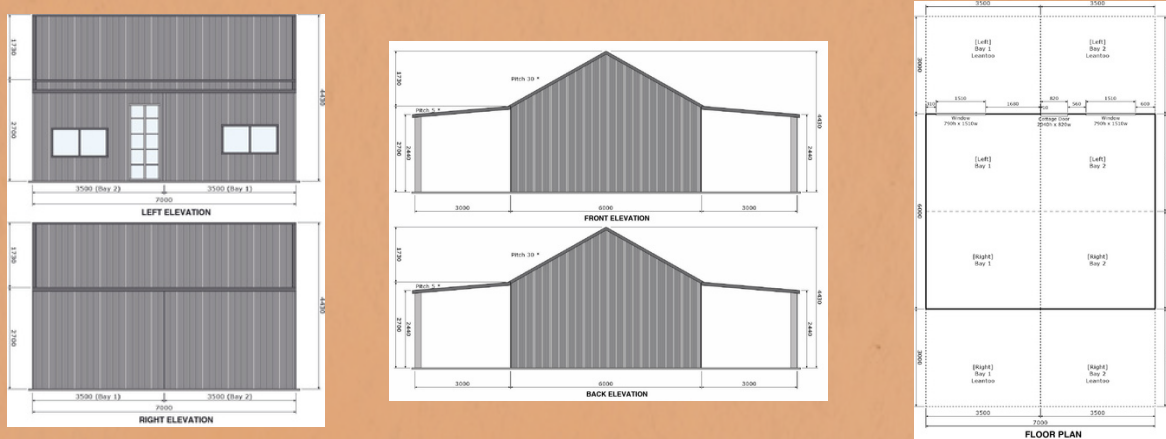 1730
2700
4430
3500 (Bay 2)
3500 (Bay 1)
7000
LEFT ELEVATION
1730
2700
4430
3500 (Bay 1)
3500 (Bay 2)
7000
RIGHT ELEVATION
Pitch 30 °
Pitch 5 °
1730
2700
2440
2440
4430
3000
6000
3000
FRONT ELEVATION
Pitch 30 °
Pitch 5 °
1730
2700
2440
2440
4430
3000
6000
3000
BACK ELEVATION
3500
3500
3000
[Left]
Bay 1
Leantoo
[Left]
Bay 2
Leantoo
310
1510
1680
820
560
1510
600
Window
790h x 1510w
Cottage Door
2040h x 820w
Window
790h x 1510w
[Left]
Bay 1
[Left]
Bay 2
6000
[Right]
Bay 1
[Right]
Bay 2
3000
[Right]
Bay 1
Leantoo
[Right]
Bay 2
Leantoo
3500
3500
7000
FLOOR PLAN